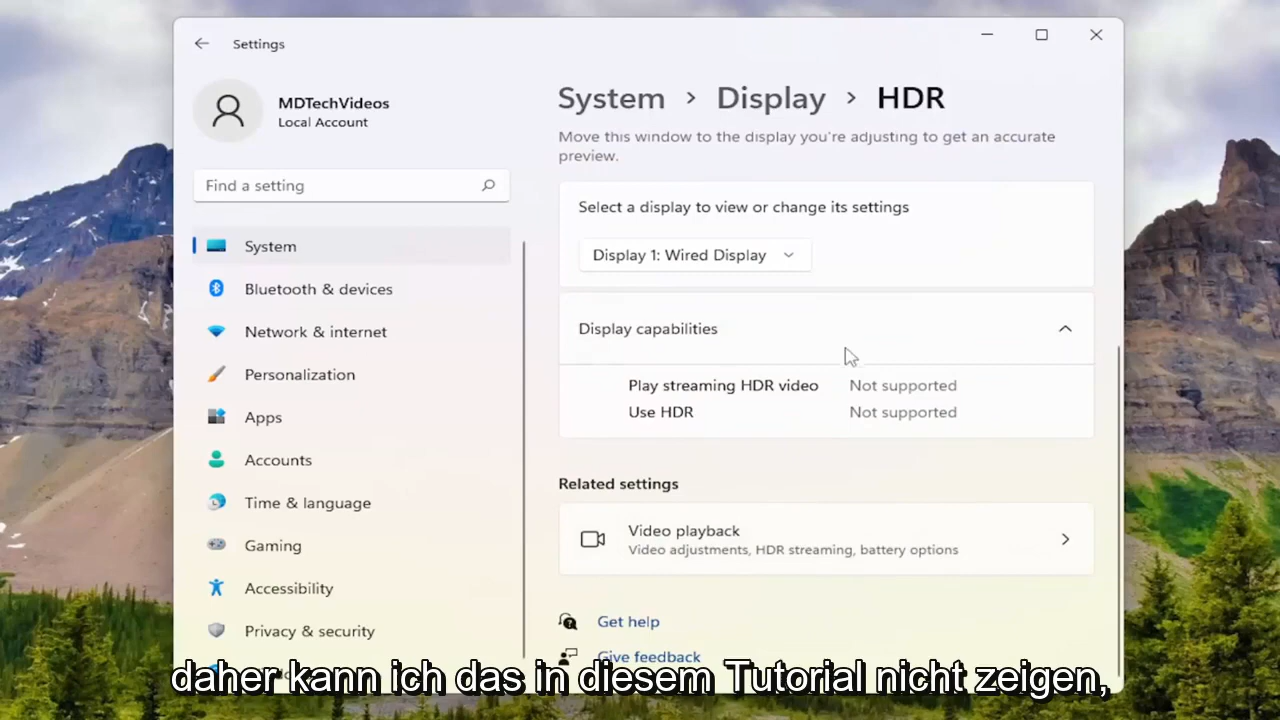 Settings
MDTechVideos
Local Account
Find a setting
System
Bluetooth & devices
Network & internet
Personalization
Apps
Accounts
Time & language
Gaming
Accessibility
Privacy & security
System > Display > HDR
Move this window to the display you're adjusting to get an accurate
preview.
Select a display to view or change its settings
Display 1: Wired Display
Display capabilities
Play streaming HDR video Not supported
Use HDR Not supported
Related settings
Video playback
Video adjustments, HDR streaming, battery options
Get help
Give feedback
daher kann ich das in diesem Tutorial nicht zeigen,